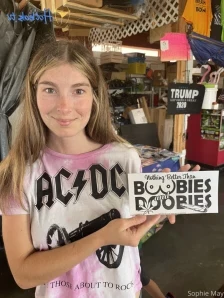 TRUMP
2020
AC/DC
THOSE ABOUT TO ROCK
Nothing Better Than
BOOBIES
and
DOOBIES
Sophie May